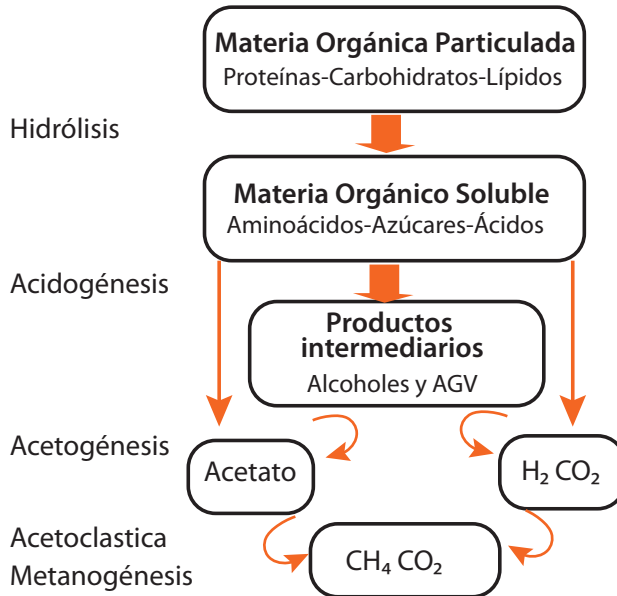 Materia Orgánica Particulada
Proteínas-Carbohidratos-Lípidos
Hidrólisis
Materia Orgánico Soluble
Aminoácidos-Azúcares-Ácidos
Acidogénesis
Productos
intermediarios
Alcoholes y AGV
Acetogénesis
Acetato
H₂ CO₂
Acetoclastica
Metanogénesis
CH₄ CO₂